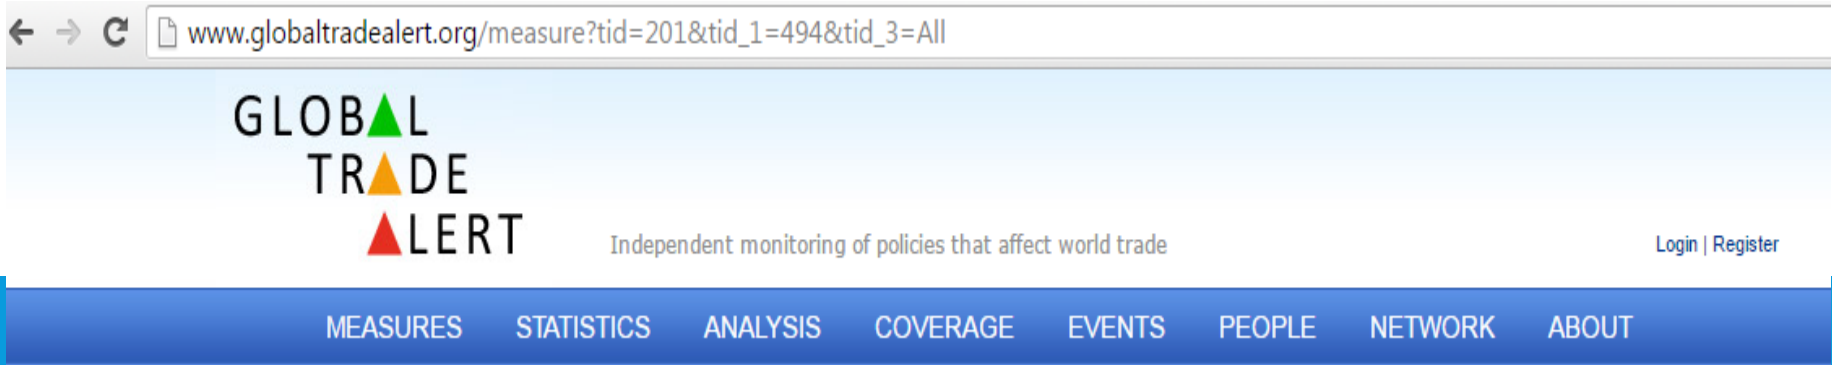 www.globaltradealert.org/measure?tid=201&tid_1=494&tid_3=All
GLOBAL
TRADE
ALERT
Independent monitoring of policies that affect world trade
Login | Register
MEASURES STATISTICS ANALYSIS COVERAGE EVENTS PEOPLE NETWORK ABOUT